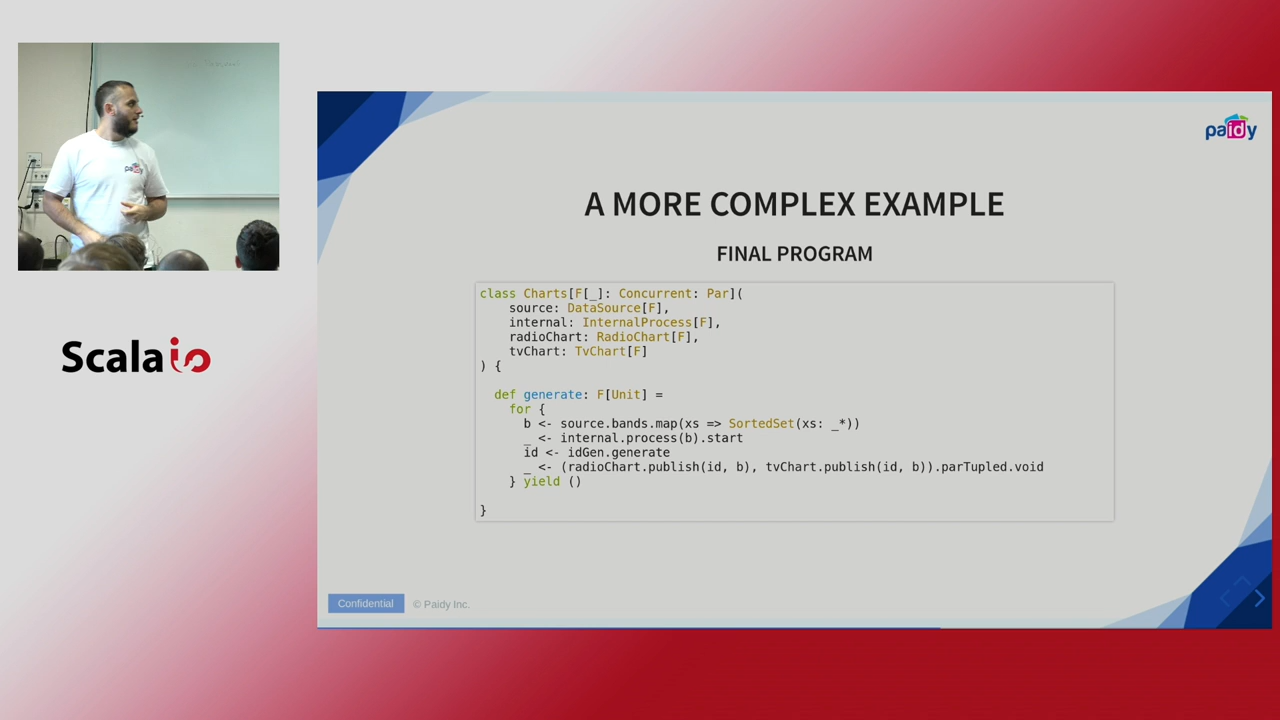 paidy
Scala io
paidy
A MORE COMPLEX EXAMPLE
FINAL PROGRAM
class Charts[F[_]: Concurrent: Par](
    source: DataSource[F],
    internal: InternalProcess[F],
    radioChart: RadioChart[F],
    tvChart: TvChart[F]
) {
  def generate: F[Unit] =
    for {
      b <- source.bands.map(xs => SortedSet(xs: _*))
      _ <- internal.process(b).start
      id <- idGen.generate
      _ <- (radioChart.publish(id, b), tvChart.publish(id, b)).parTupled.void
    } yield ()
}
Confidential
© Paidy Inc.